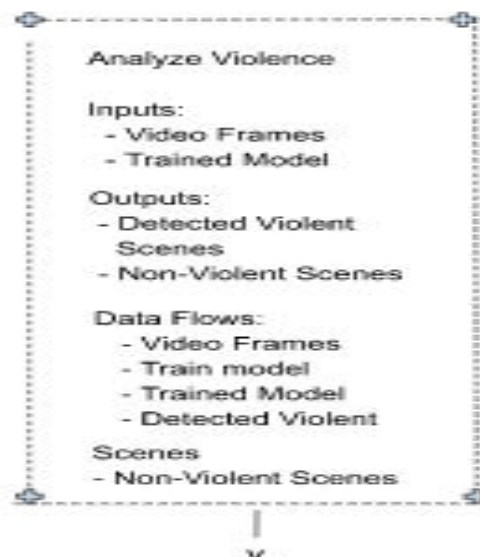 Analyze Violence
Inputs:
- Video Frames
- Trained Model
Outputs:
- Detected Violent
Scenes
- Non-Violent Scenes
Data Flows:
- Video Frames
- Train model
- Trained Model
- Detected Violent
Scenes
- Non-Violent Scenes